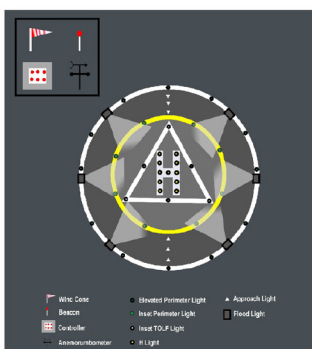 H
Wind Cone
Beacon
Controller
Anemorumbometer
Elevated Perimeter Light
Inset Perimeter Light
Inset TOLF Light
H Light
Approach Light
Flood Light